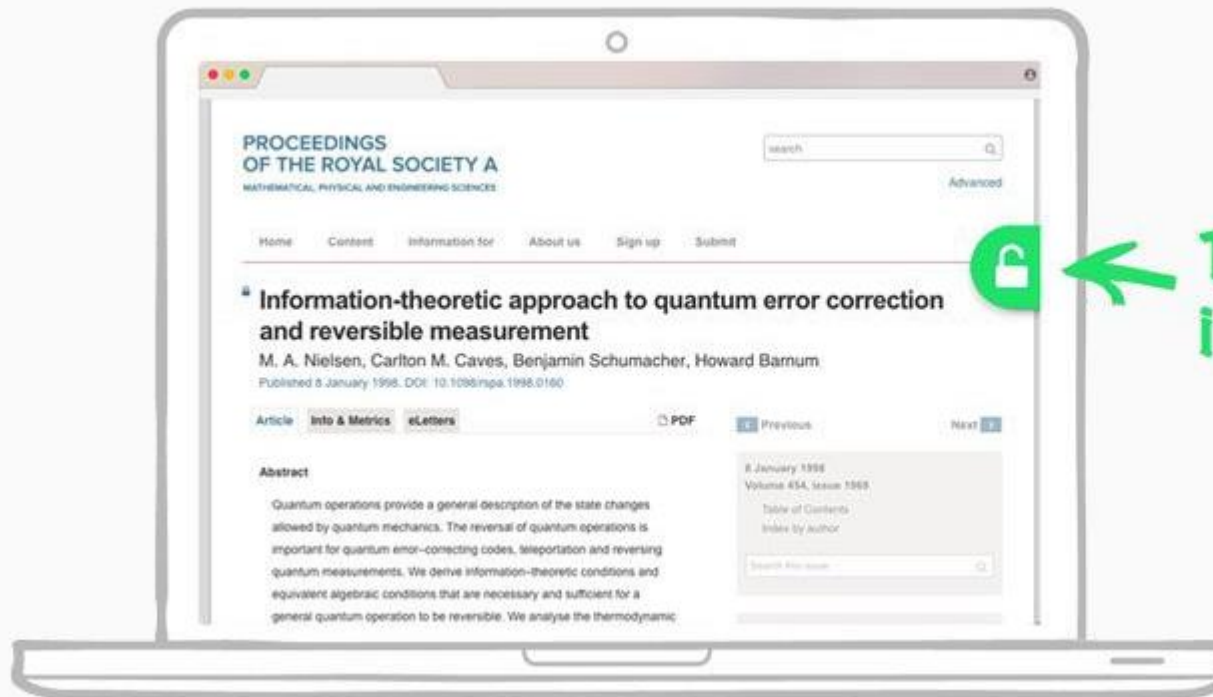 PROCEEDINGS
OF THE ROYAL SOCIETY A
MATHEMATICAL, PHYSICAL AND ENGINEERING SCIENCES
search
Advanced
Home Content Information for About us Sign up Submit
Information-theoretic approach to quantum error correction
and reversible measurement
M. A. Nielsen, Carlton M. Caves, Benjamin Schumacher, Howard Barnum
Published 8 January 1998. DOI: 10.1098/rspa.1998.0160
Article Info & Metrics eLetters PDF
Previous Next
Abstract
Quantum operations provide a general description of the state changes
allowed by quantum mechanics. The reversal of quantum operations is
important for quantum error–correcting codes, teleportation and reversing
quantum measurements. We derive information–theoretic conditions and
equivalent algebraic conditions that are necessary and sufficient for a
general quantum operation to be reversible. We analyse the thermodynamic
8 January 1998
Volume 454, issue 1969
Table of Contents
Index by author
Search this issue